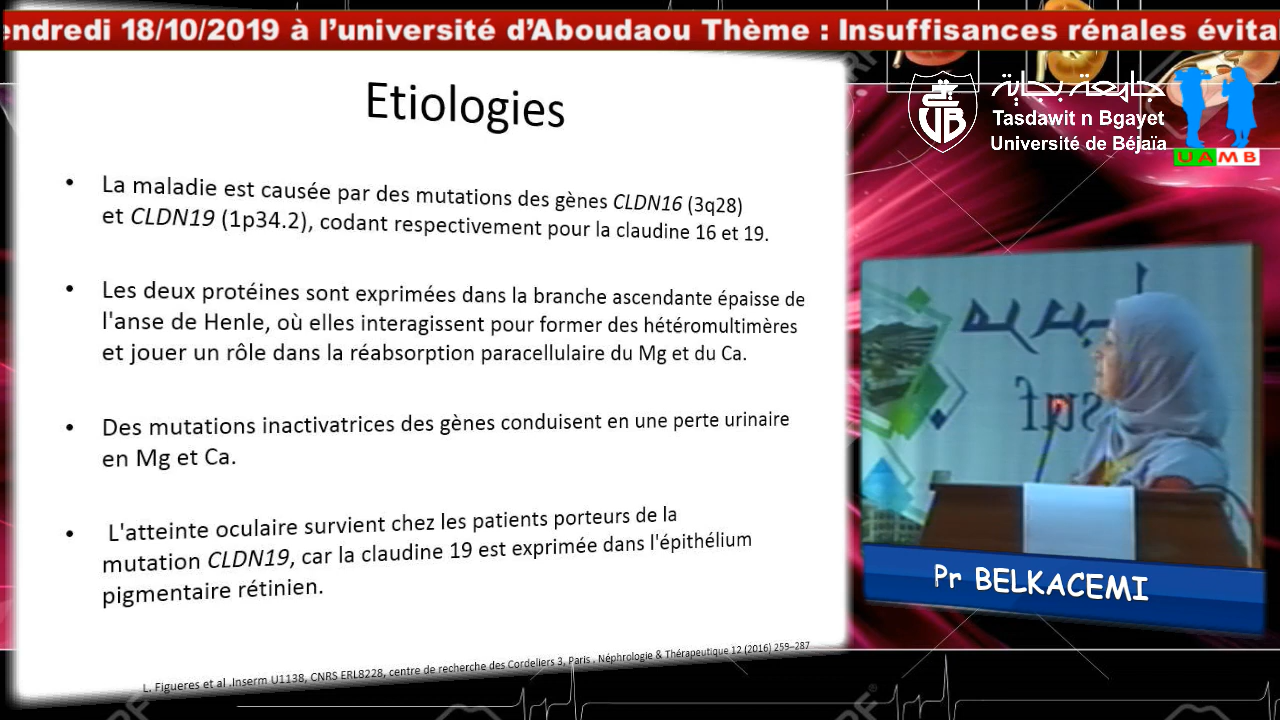 endredi 18/10/2019 à l’université d’Aboudaou Thème : Insuffisances rénales évita
جامعة بجاية
Tasdawit n Bgayet
Université de Béjaïa
UAMB
Etiologies
• La maladie est causée par des mutations des gènes CLDN16 (3q28)
et CLDN19 (1p34.2), codant respectivement pour la claudine 16 et 19.
• Les deux protéines sont exprimées dans la branche ascendante épaisse de
l'anse de Henle, où elles interagissent pour former des hétéromultimères
et jouer un rôle dans la réabsorption paracellulaire du Mg et du Ca.
• Des mutations inactivatrices des gènes conduisent en une perte urinaire
en Mg et Ca.
• L'atteinte oculaire survient chez les patients porteurs de la
mutation CLDN19, car la claudine 19 est exprimée dans l'épithélium
pigmentaire rétinien.
L. Figueres et al .Inserm U1138, CNRS ERL8228, centre de recherche des Cordeliers 3, Paris . Néphrologie & Thérapeutique 12 (2016) 259–287
Pr BELKACEMI